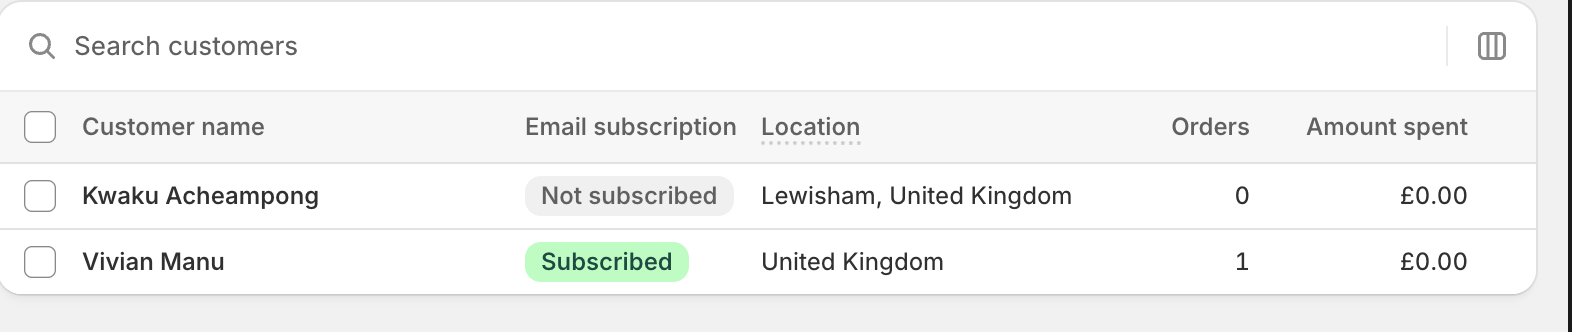 Search customers
Customer name Email subscription Location Orders Amount spent
Kwaku Acheampong Not subscribed Lewisham, United Kingdom 0 £0.00
Vivian Manu Subscribed United Kingdom 1 £0.00